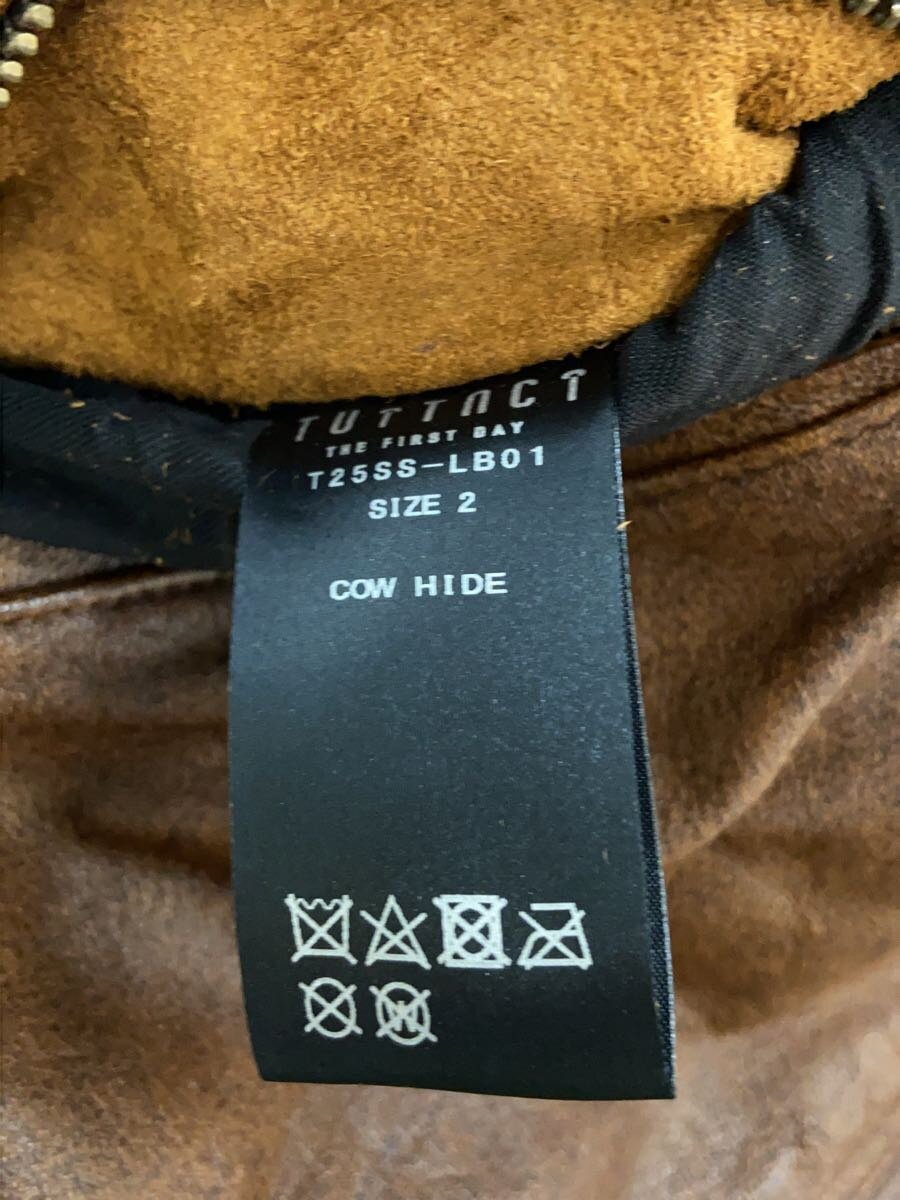 TUTTACT
THE FIRST DAY
T25SS-LB01
SIZE 2
COW HIDE
W